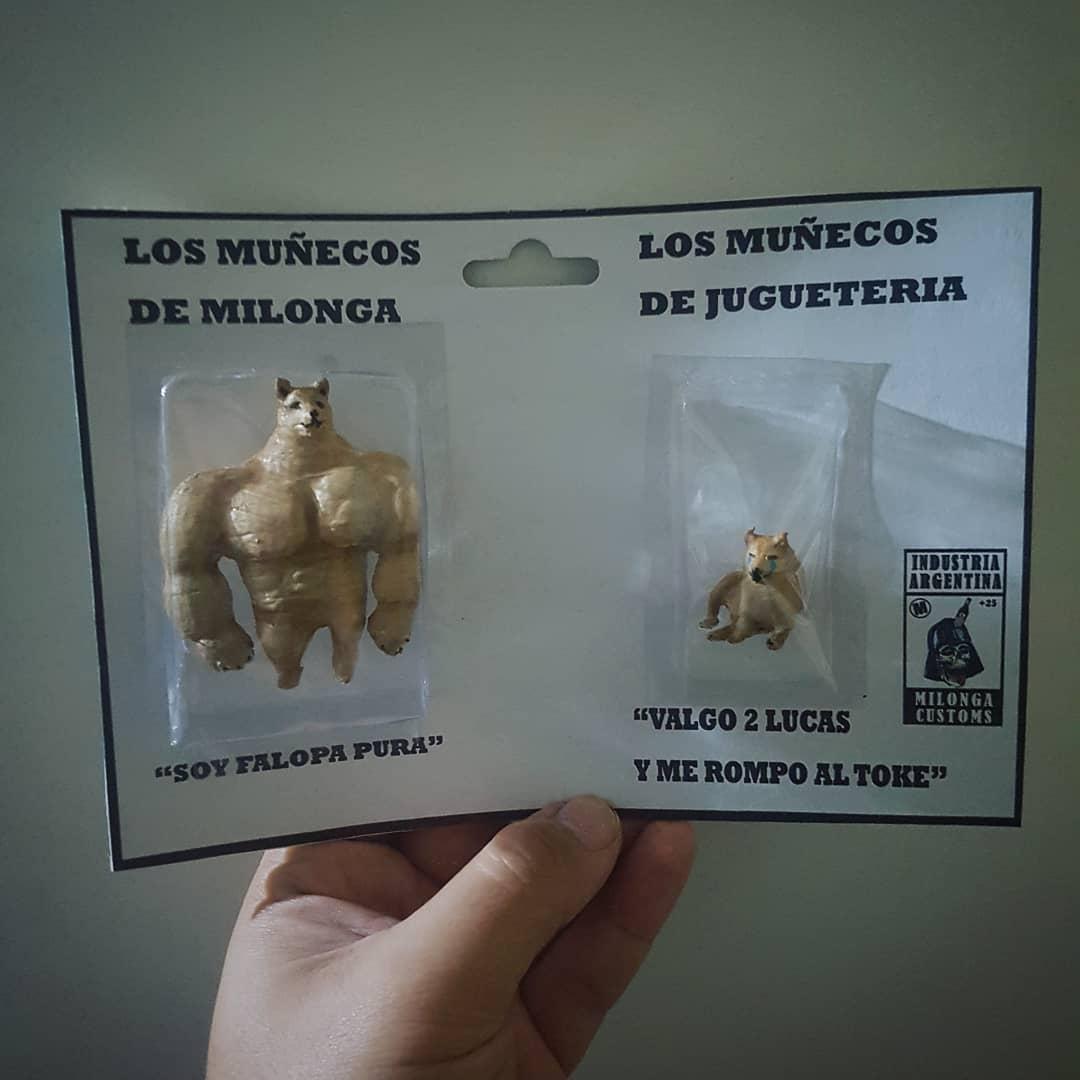 LOS MUÑECOS
DE MILONGA
"SOY FALOPA PURA"
LOS MUÑECOS
DE JUGUETERIA
"VALGO 2 LUCAS
Y ME ROMPO AL TOKE"
INDUSTRIA
ARGENTINA
M
+25
MILONGA
CUSTOMS